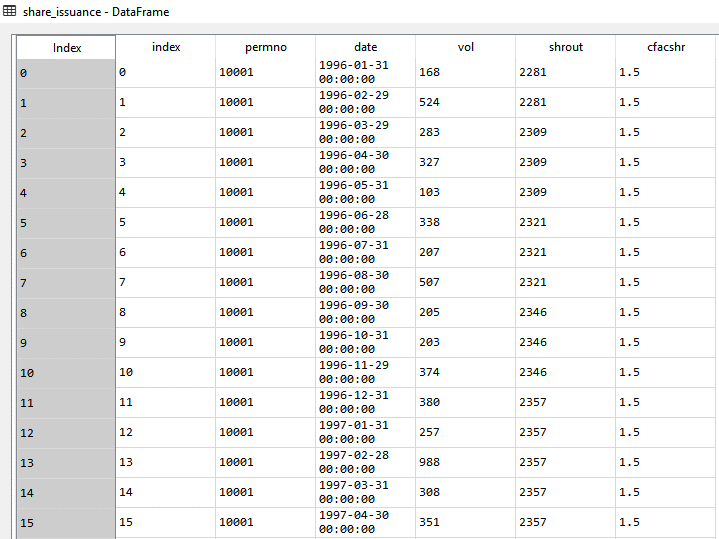 share_issuance - DataFrame
Index index permno date vol shrout cfacshr
0 0 10001 1996-01-31 00:00:00 168 2281 1.5
1 1 10001 1996-02-29 00:00:00 524 2281 1.5
2 2 10001 1996-03-29 00:00:00 283 2309 1.5
3 3 10001 1996-04-30 00:00:00 327 2309 1.5
4 4 10001 1996-05-31 00:00:00 103 2309 1.5
5 5 10001 1996-06-28 00:00:00 338 2321 1.5
6 6 10001 1996-07-31 00:00:00 207 2321 1.5
7 7 10001 1996-08-30 00:00:00 507 2321 1.5
8 8 10001 1996-09-30 00:00:00 205 2346 1.5
9 9 10001 1996-10-31 00:00:00 203 2346 1.5
10 10 10001 1996-11-29 00:00:00 374 2346 1.5
11 11 10001 1996-12-31 00:00:00 380 2357 1.5
12 12 10001 1997-01-31 00:00:00 257 2357 1.5
13 13 10001 1997-02-28 00:00:00 988 2357 1.5
14 14 10001 1997-03-31 00:00:00 308 2357 1.5
15 15 10001 1997-04-30 00:00:00 351 2357 1.5